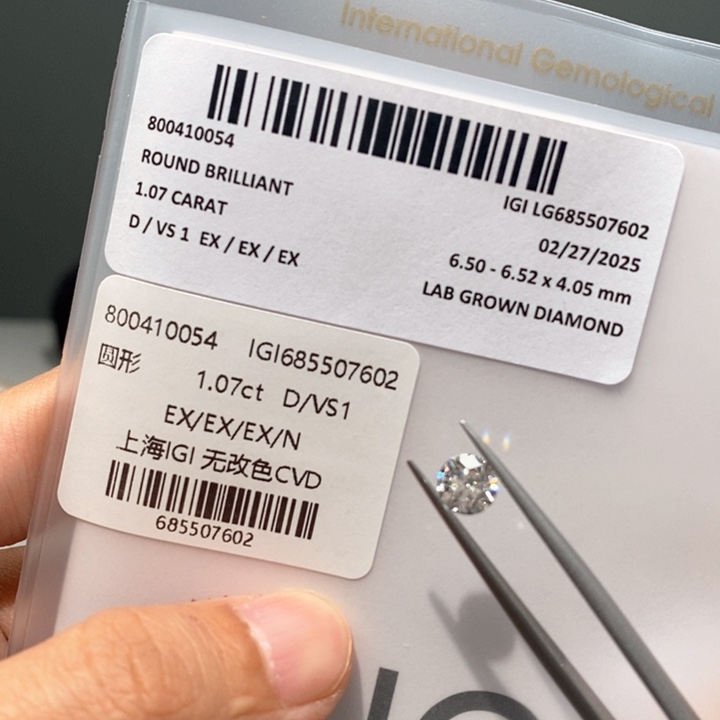 International Gemological
800410054
ROUND BRILLIANT
1.07 CARAT
D / VS 1 EX / EX / EX
IGI LG685507602
02/27/2025
6.50 - 6.52 x 4.05 mm
LAB GROWN DIAMOND
800410054 IGI685507602
圆形 1.07ct D/VS1
EX/EX/EX/N
上海IGI 无改色CVD
685507602